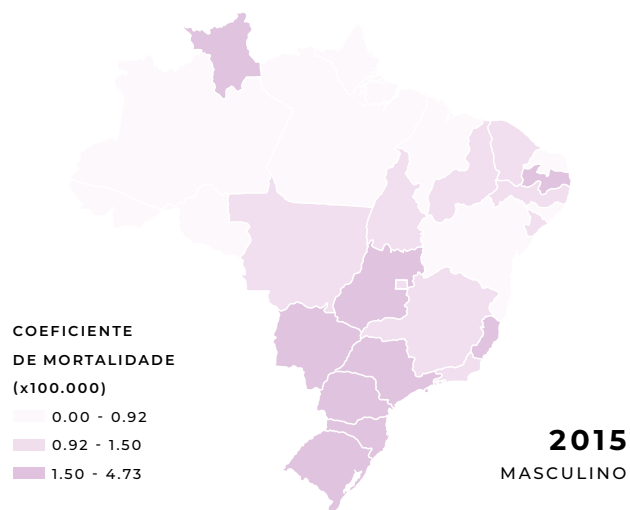 COEFICIENTE
DE MORTALIDADE
(x100.000)
0.00 - 0.92
0.92 - 1.50
1.50 - 4.73
2015
MASCULINO